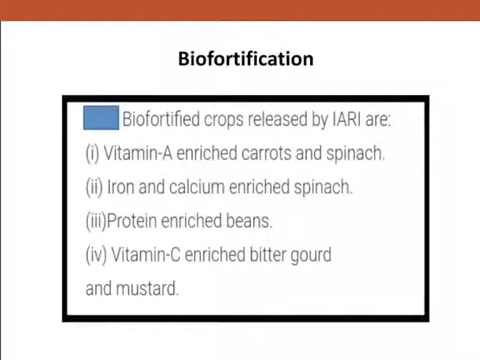 Biofortification
Biofortified crops released by IARI are:
(i) Vitamin-A enriched carrots and spinach.
(ii) Iron and calcium enriched spinach.
(iii)Protein enriched beans.
(iv) Vitamin-C enriched bitter gourd
and mustard.